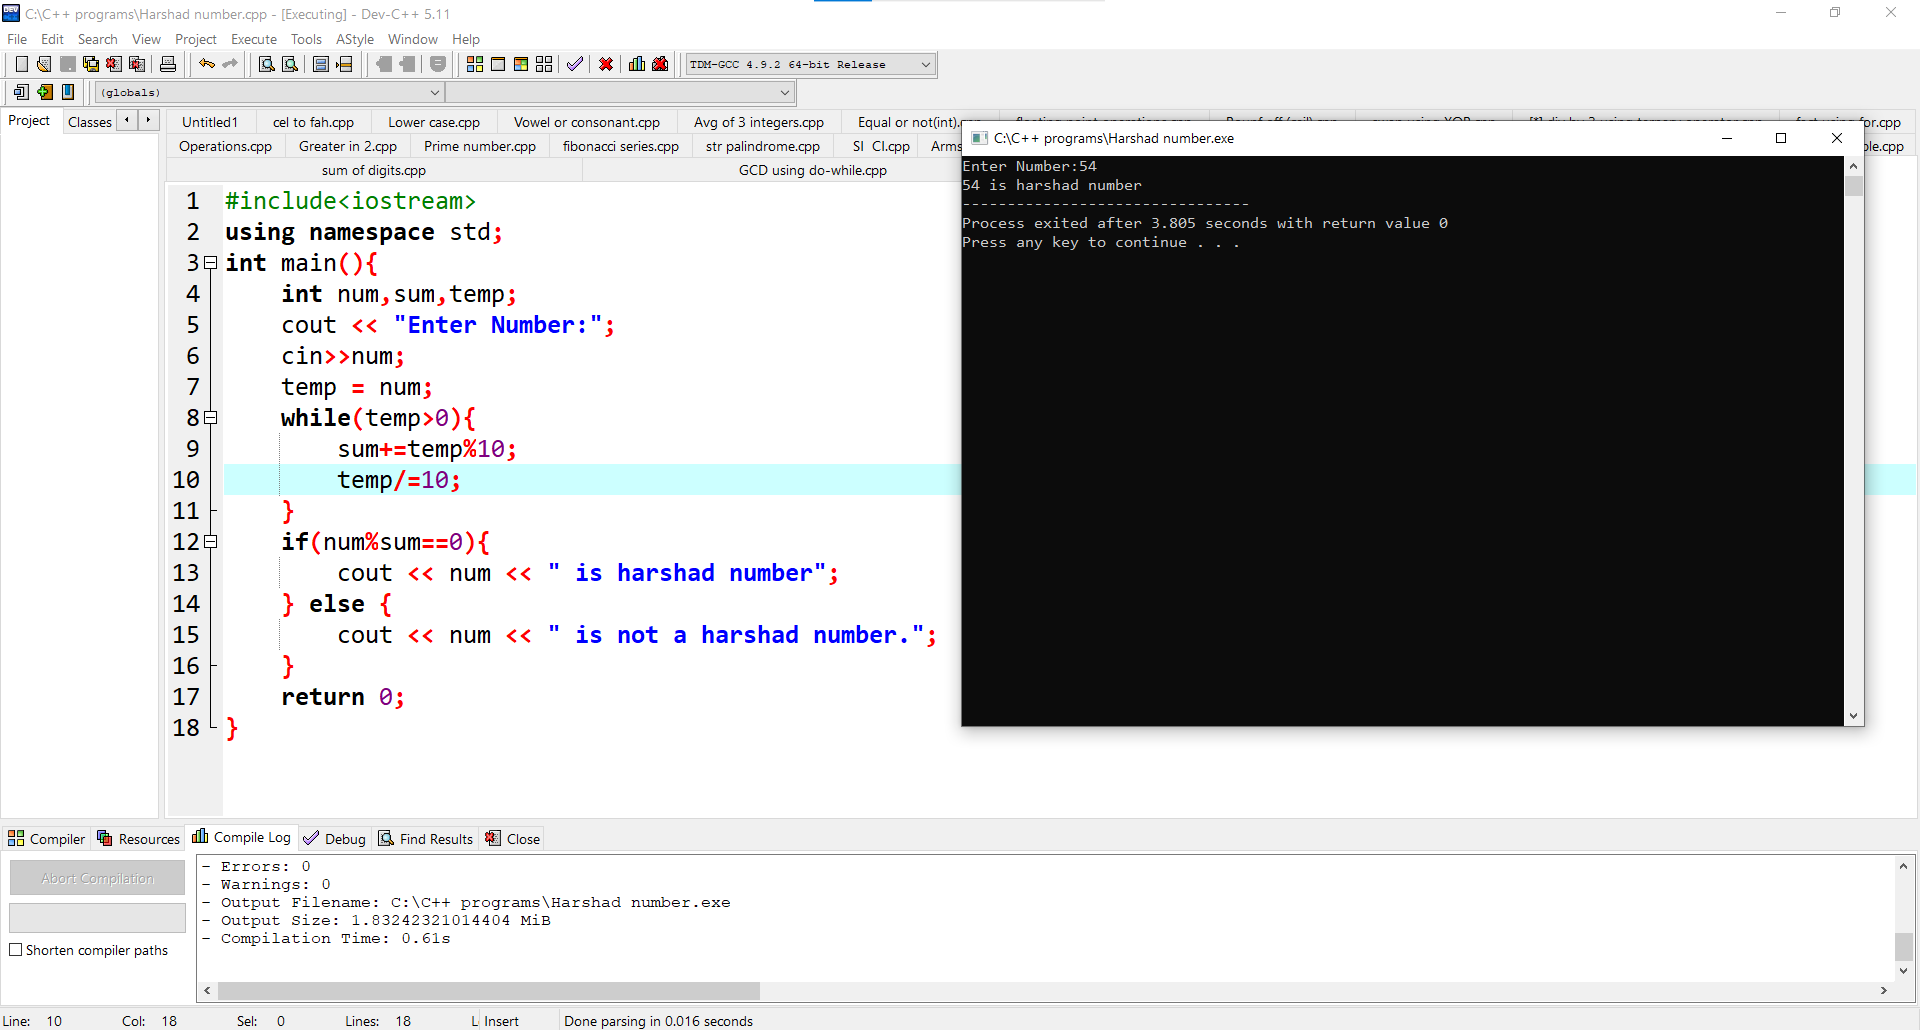 C:\C++ programs\Harshad number.cpp - [Executing] - Dev-C++ 5.11
File Edit Search View Project Execute Tools AStyle Window Help
TDM-GCC 4.9.2 64-bit Release
(globals)
Project Classes
Untitled1 cel to fah.cpp Lower case.cpp Vowel or consonant.cpp Avg of 3 integers.cpp Equal or not(int).
for.cpp
Operations.cpp Greater in 2.cpp Prime number.cpp fibonacci series.cpp str palindrome.cpp SI CI.cpp Arms
ble.cpp
sum of digits.cpp GCD using do-while.cpp
1 #include<iostream>
2 using namespace std;
3 int main(){
4 int num,sum,temp;
5 cout << "Enter Number:";
6 cin>>num;
7 temp = num;
8 while(temp>0){
9 sum+=temp%10;
10 temp/=10;
11 }
12 if(num%sum==0){
13 cout << num << " is harshad number";
14 } else {
15 cout << num << " is not a harshad number.";
16 }
17 return 0;
18 }
C:\C++ programs\Harshad number.exe
Enter Number:54
54 is harshad number
--------------------------------
Process exited after 3.805 seconds with return value 0
Press any key to continue . . .
Compiler Resources Compile Log Debug Find Results Close
Abort Compilation
Shorten compiler paths
- Errors: 0
- Warnings: 0
- Output Filename: C:\C++ programs\Harshad number.exe
- Output Size: 1.83242321014404 MiB
- Compilation Time: 0.61s
Line: 10 Col: 18 Sel: 0 Lines: 18 L Insert Done parsing in 0.016 seconds